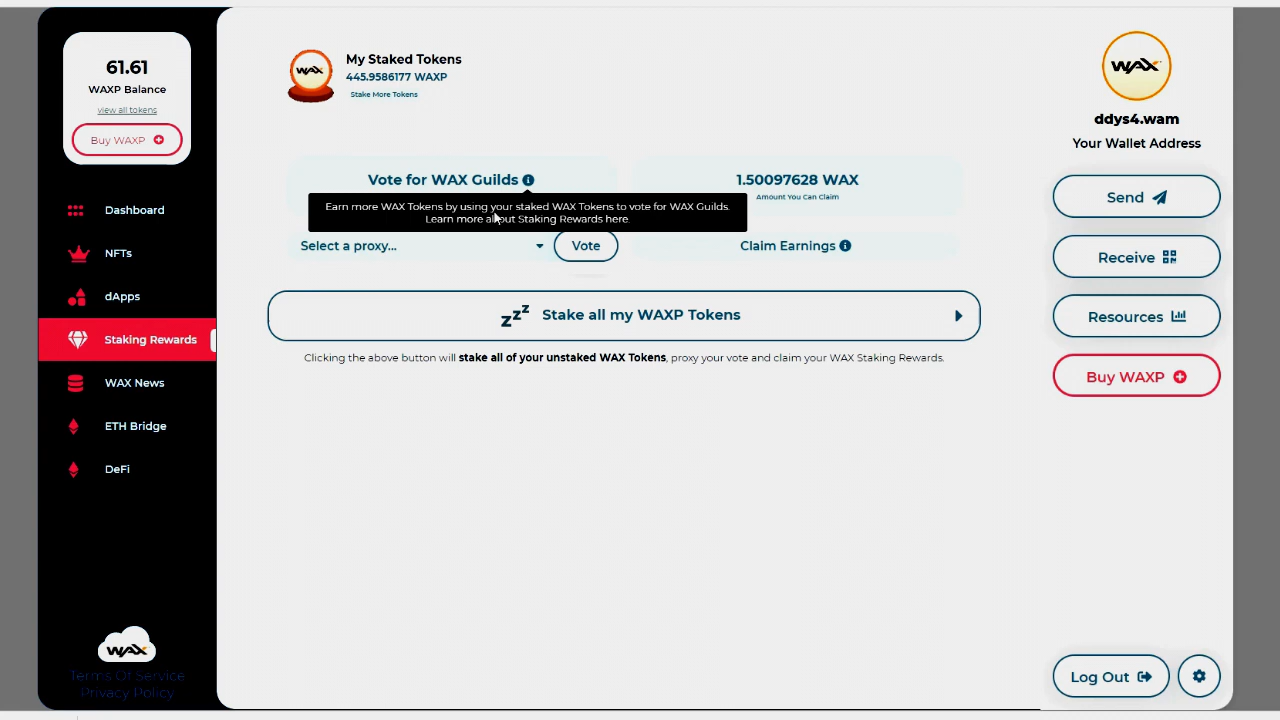 61.61
WAXP Balance
view all tokens
Buy WAXP
Dashboard
NFTs
dApps
Staking Rewards
WAX News
ETH Bridge
DeFi
WAX
Terms Of Service
Privacy Policy
WAX
My Staked Tokens
445.9586177 WAXP
Stake More Tokens
Vote for WAX Guilds
Earn more WAX Tokens by using your staked WAX Tokens to vote for WAX Guilds.
Learn more about Staking Rewards here.
Select a proxy...
Vote
1.50097628 WAX
Amount You Can Claim
Claim Earnings
zzz Stake all my WAXP Tokens
Clicking the above button will stake all of your unstaked WAX Tokens, proxy your vote and claim your WAX Staking Rewards.
WAX
ddys4.wam
Your Wallet Address
Send
Receive
Resources
Buy WAXP
Log Out